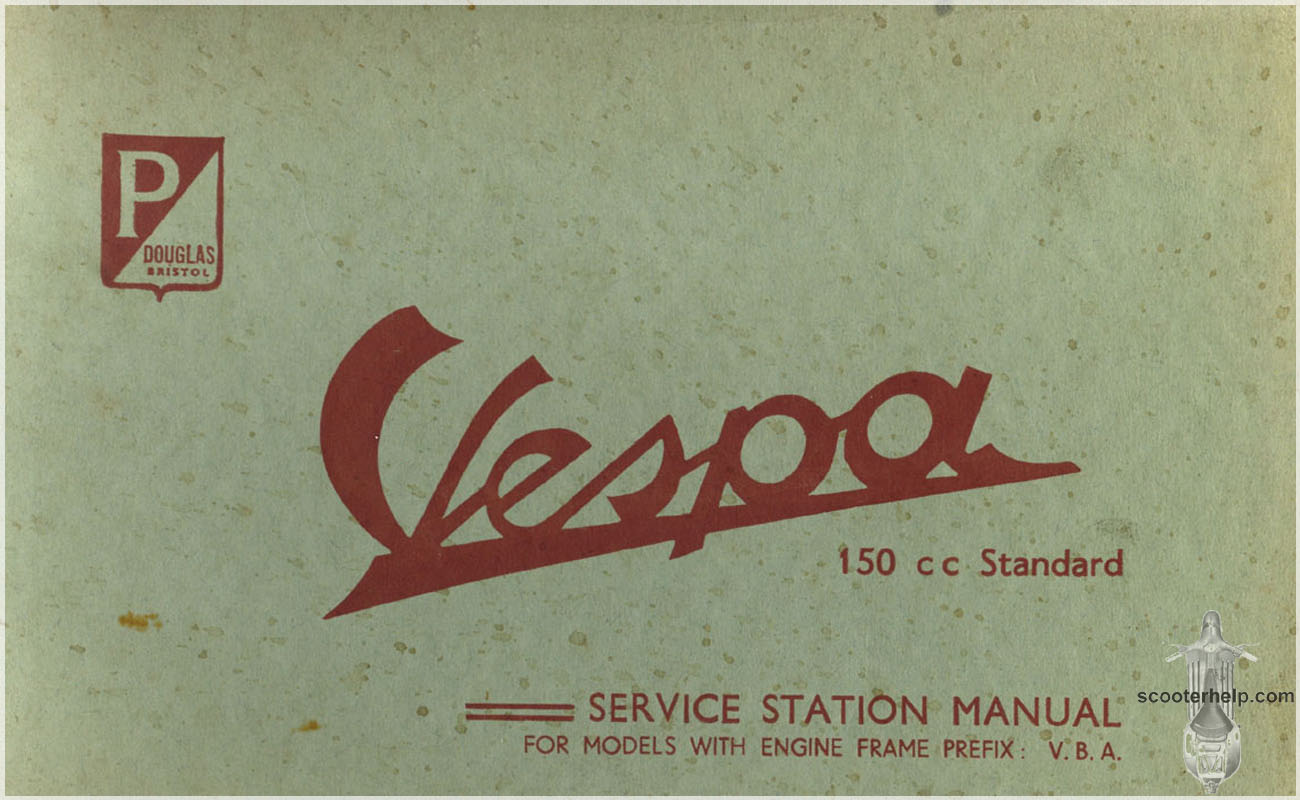 P
DOUGLAS
BRISTOL
Vespa
150 cc Standard
scooterhelp.com
SERVICE STATION MANUAL
FOR MODELS WITH ENGINE FRAME PREFIX: V.B.A.